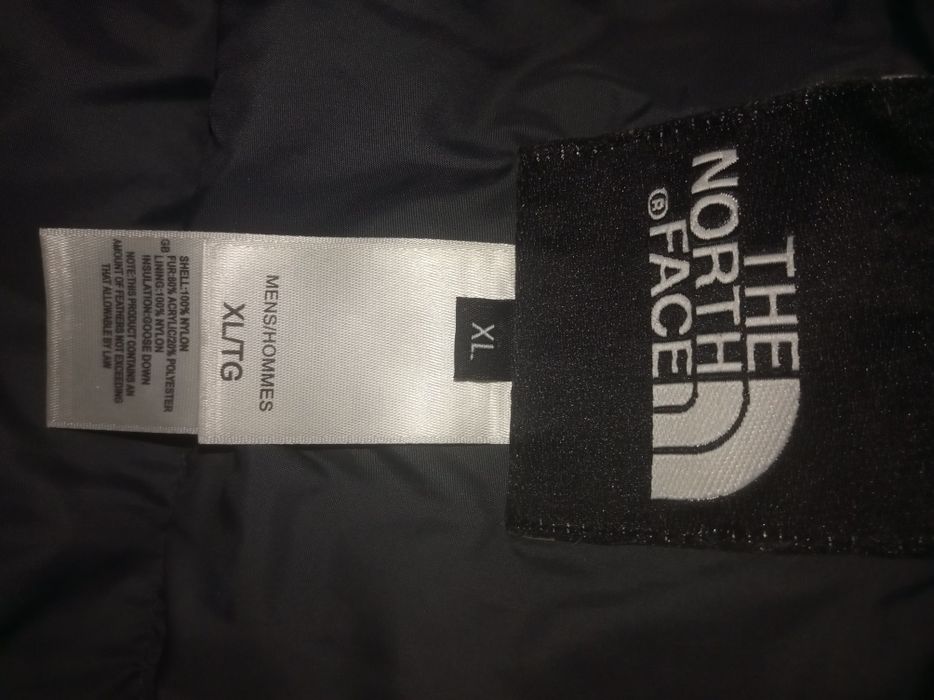 THE
NORTH
® FACE
XL
MENS/HOMMES
XL/TG
SHELL:100% NYLON
GB FUR:80% ACRYLIC/20% POLYESTER
LINING:100% NYLON
INSULATION:GOOSE DOWN
NOTE:THIS PRODUCT CONTAINS AN
AMOUNT OF FEATHERS NOT EXCEEDING
THAT ALLOWABLE BY LAW